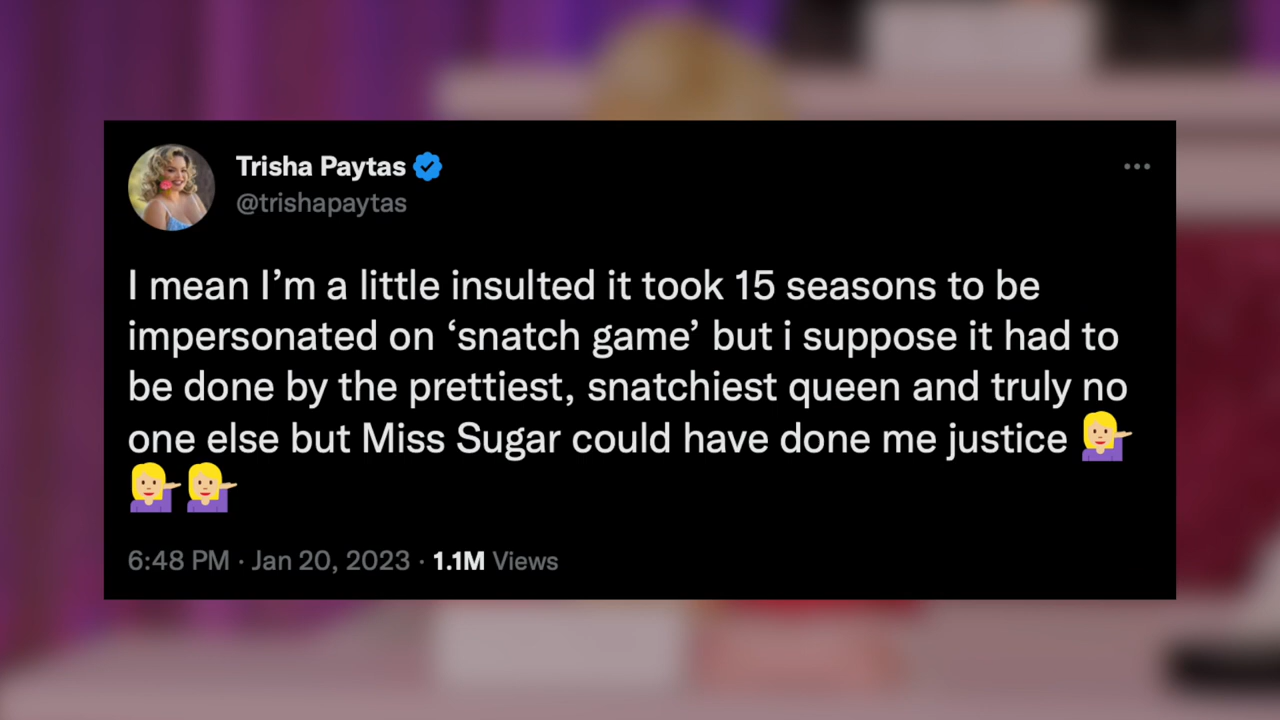 Trisha Paytas
@trishapaytas
I mean I’m a little insulted it took 15 seasons to be
impersonated on ‘snatch game’ but i suppose it had to
be done by the prettiest, snatchiest queen and truly no
one else but Miss Sugar could have done me justice 💁🏼‍♀️
💁🏼‍♀️💁🏼‍♀️
6:48 PM · Jan 20, 2023 · 1.1M Views